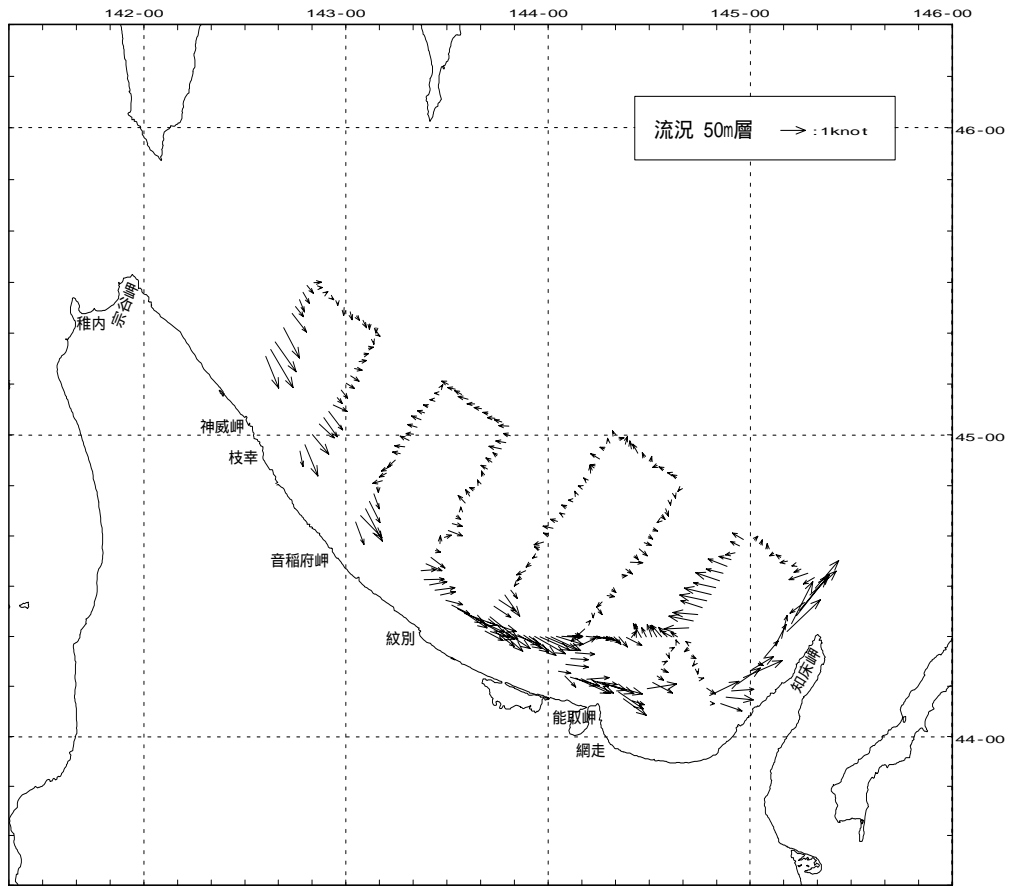 142-00
143-00
144-00
145-00
146-00
流況 50m層
:1knot
46-00
宗谷岬
稚内
神威岬
45-00
枝幸
音稲府岬
紋別
知床岬
能取岬
44-00
網走